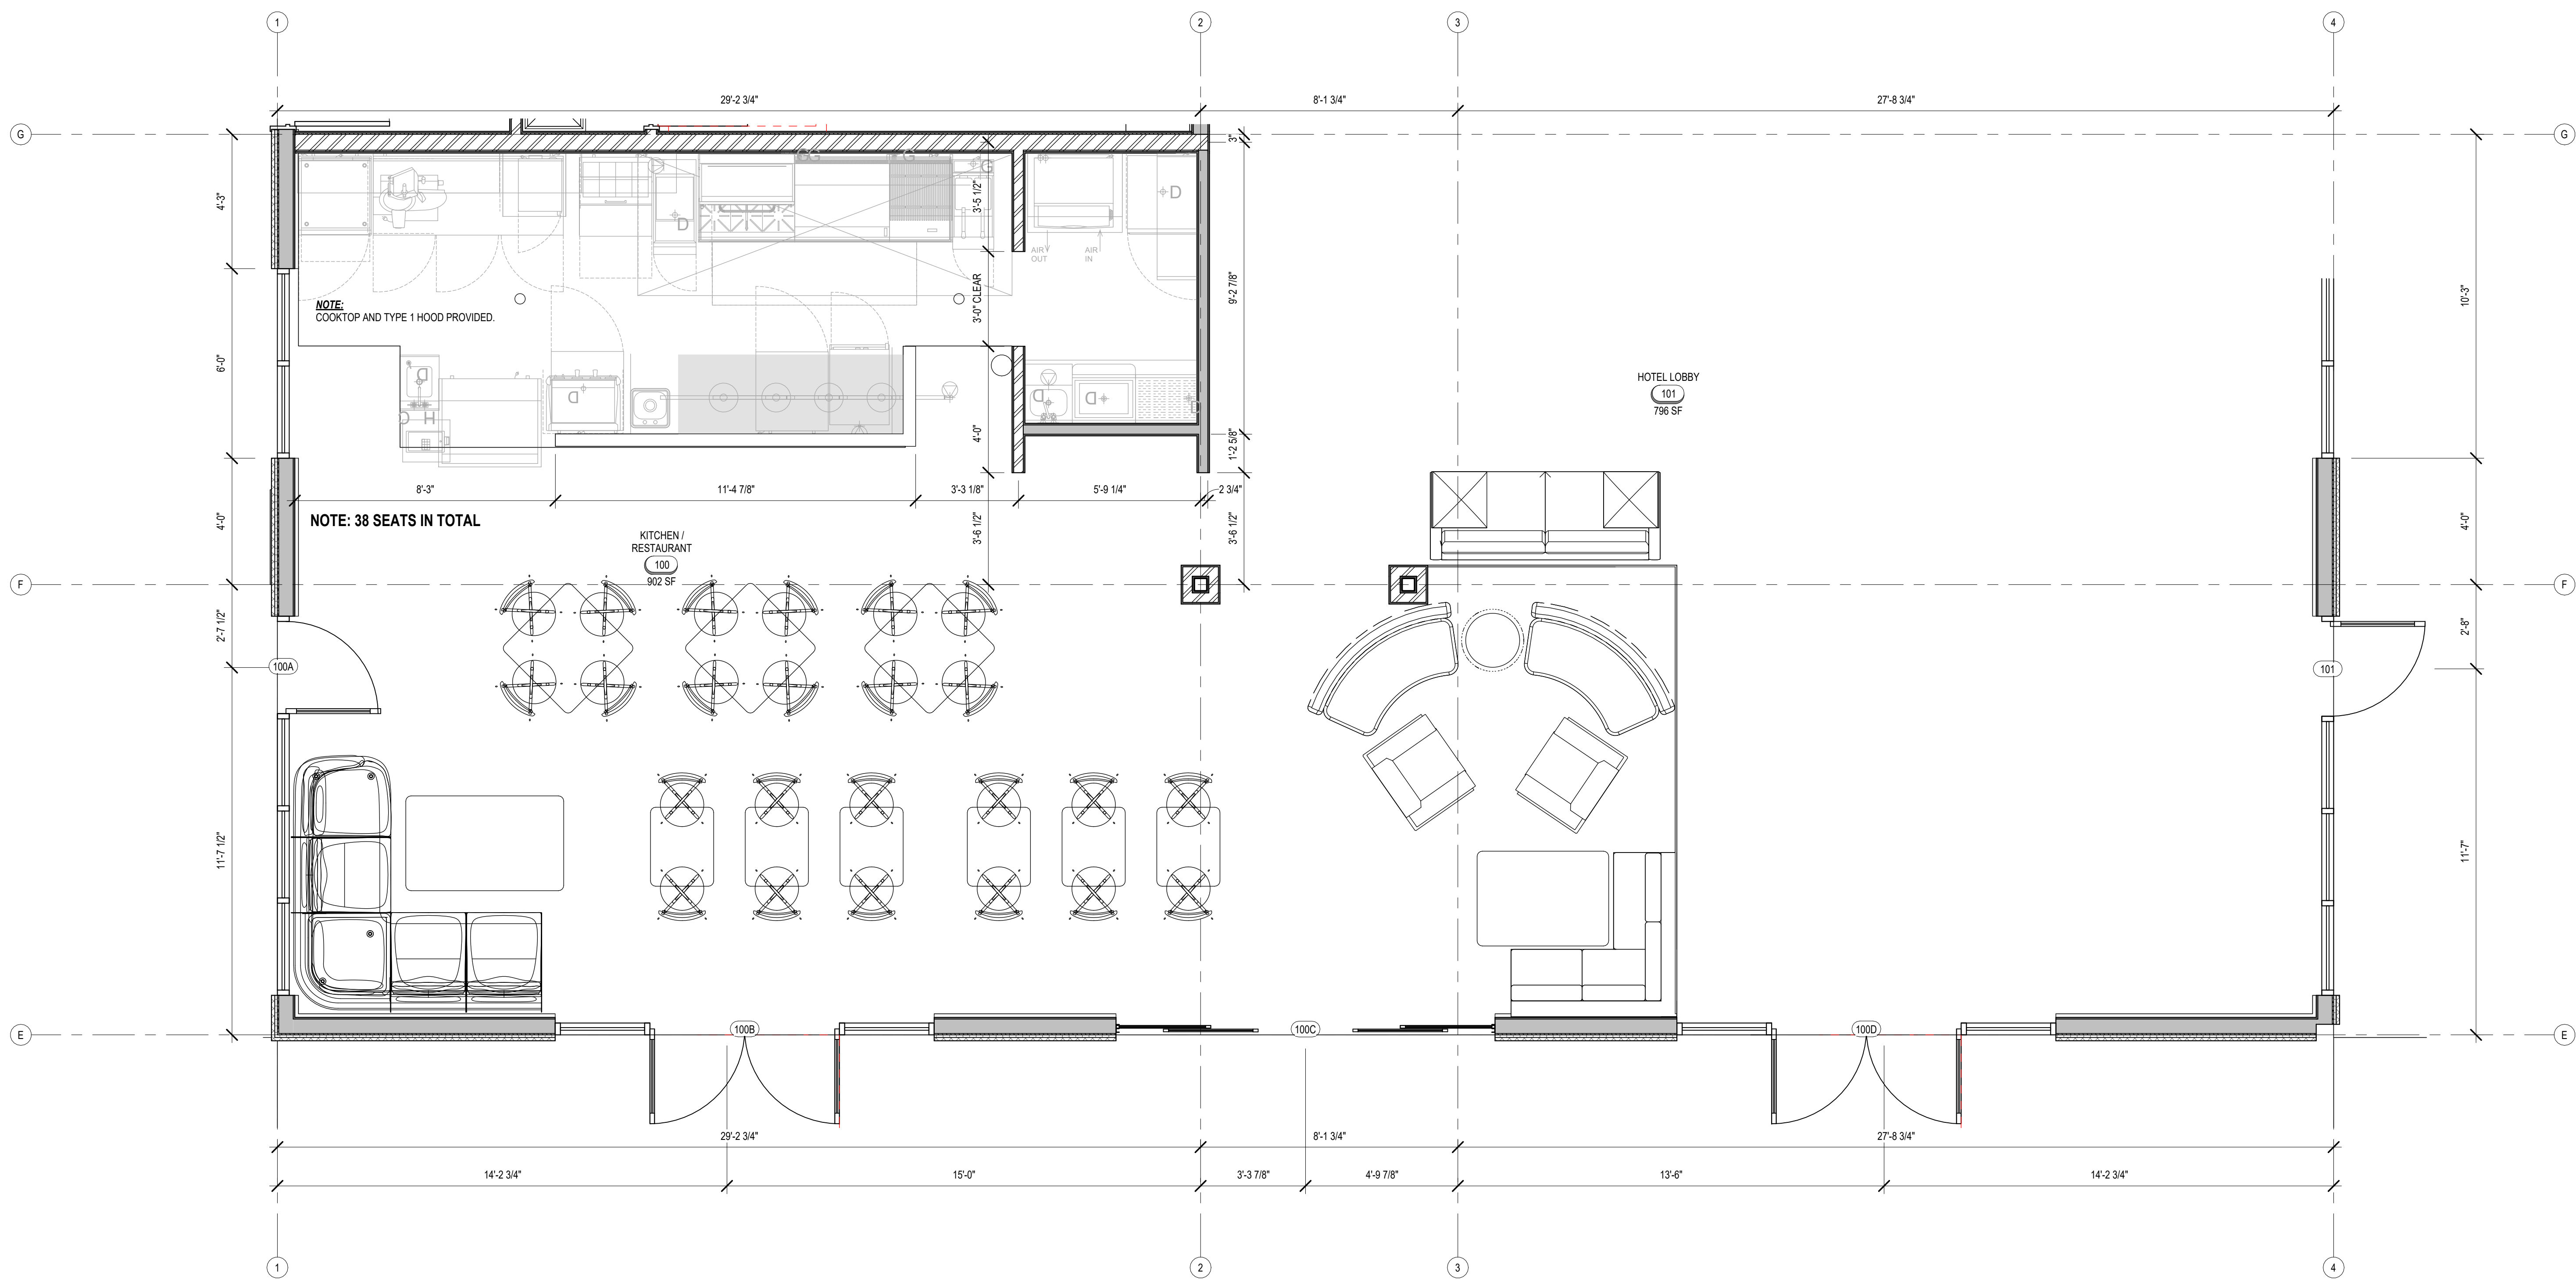 1
2
3
4
29'-2 3/4"
8'-1 3/4"
27'-8 3/4"
G
G
3"
GG
G
G
D
D
4'-3"
3'-5 1/2"
AIR OUT
AIR IN
9'-2 7/8"
10'-3"
3'-0" CLEAR
NOTE:
COOKTOP AND TYPE 1 HOOD PROVIDED.
6'-0"
D
D
D
D
D H
HOTEL LOBBY
101
796 SF
4'-0"
1'-2 5/8"
8'-3"
11'-4 7/8"
3'-3 1/8"
5'-9 1/4"
2 3/4"
4'-0"
NOTE: 38 SEATS IN TOTAL
3'-6 1/2"
3'-6 1/2"
4'-0"
KITCHEN /
RESTAURANT
100
902 SF
F
F
2'-7 1/2"
2'-8"
100A
101
11'-7 1/2"
11'-7"
E
100B
100C
100D
E
29'-2 3/4"
8'-1 3/4"
27'-8 3/4"
14'-2 3/4"
15'-0"
3'-3 7/8"
4'-9 7/8"
13'-6"
14'-2 3/4"
1
2
3
4